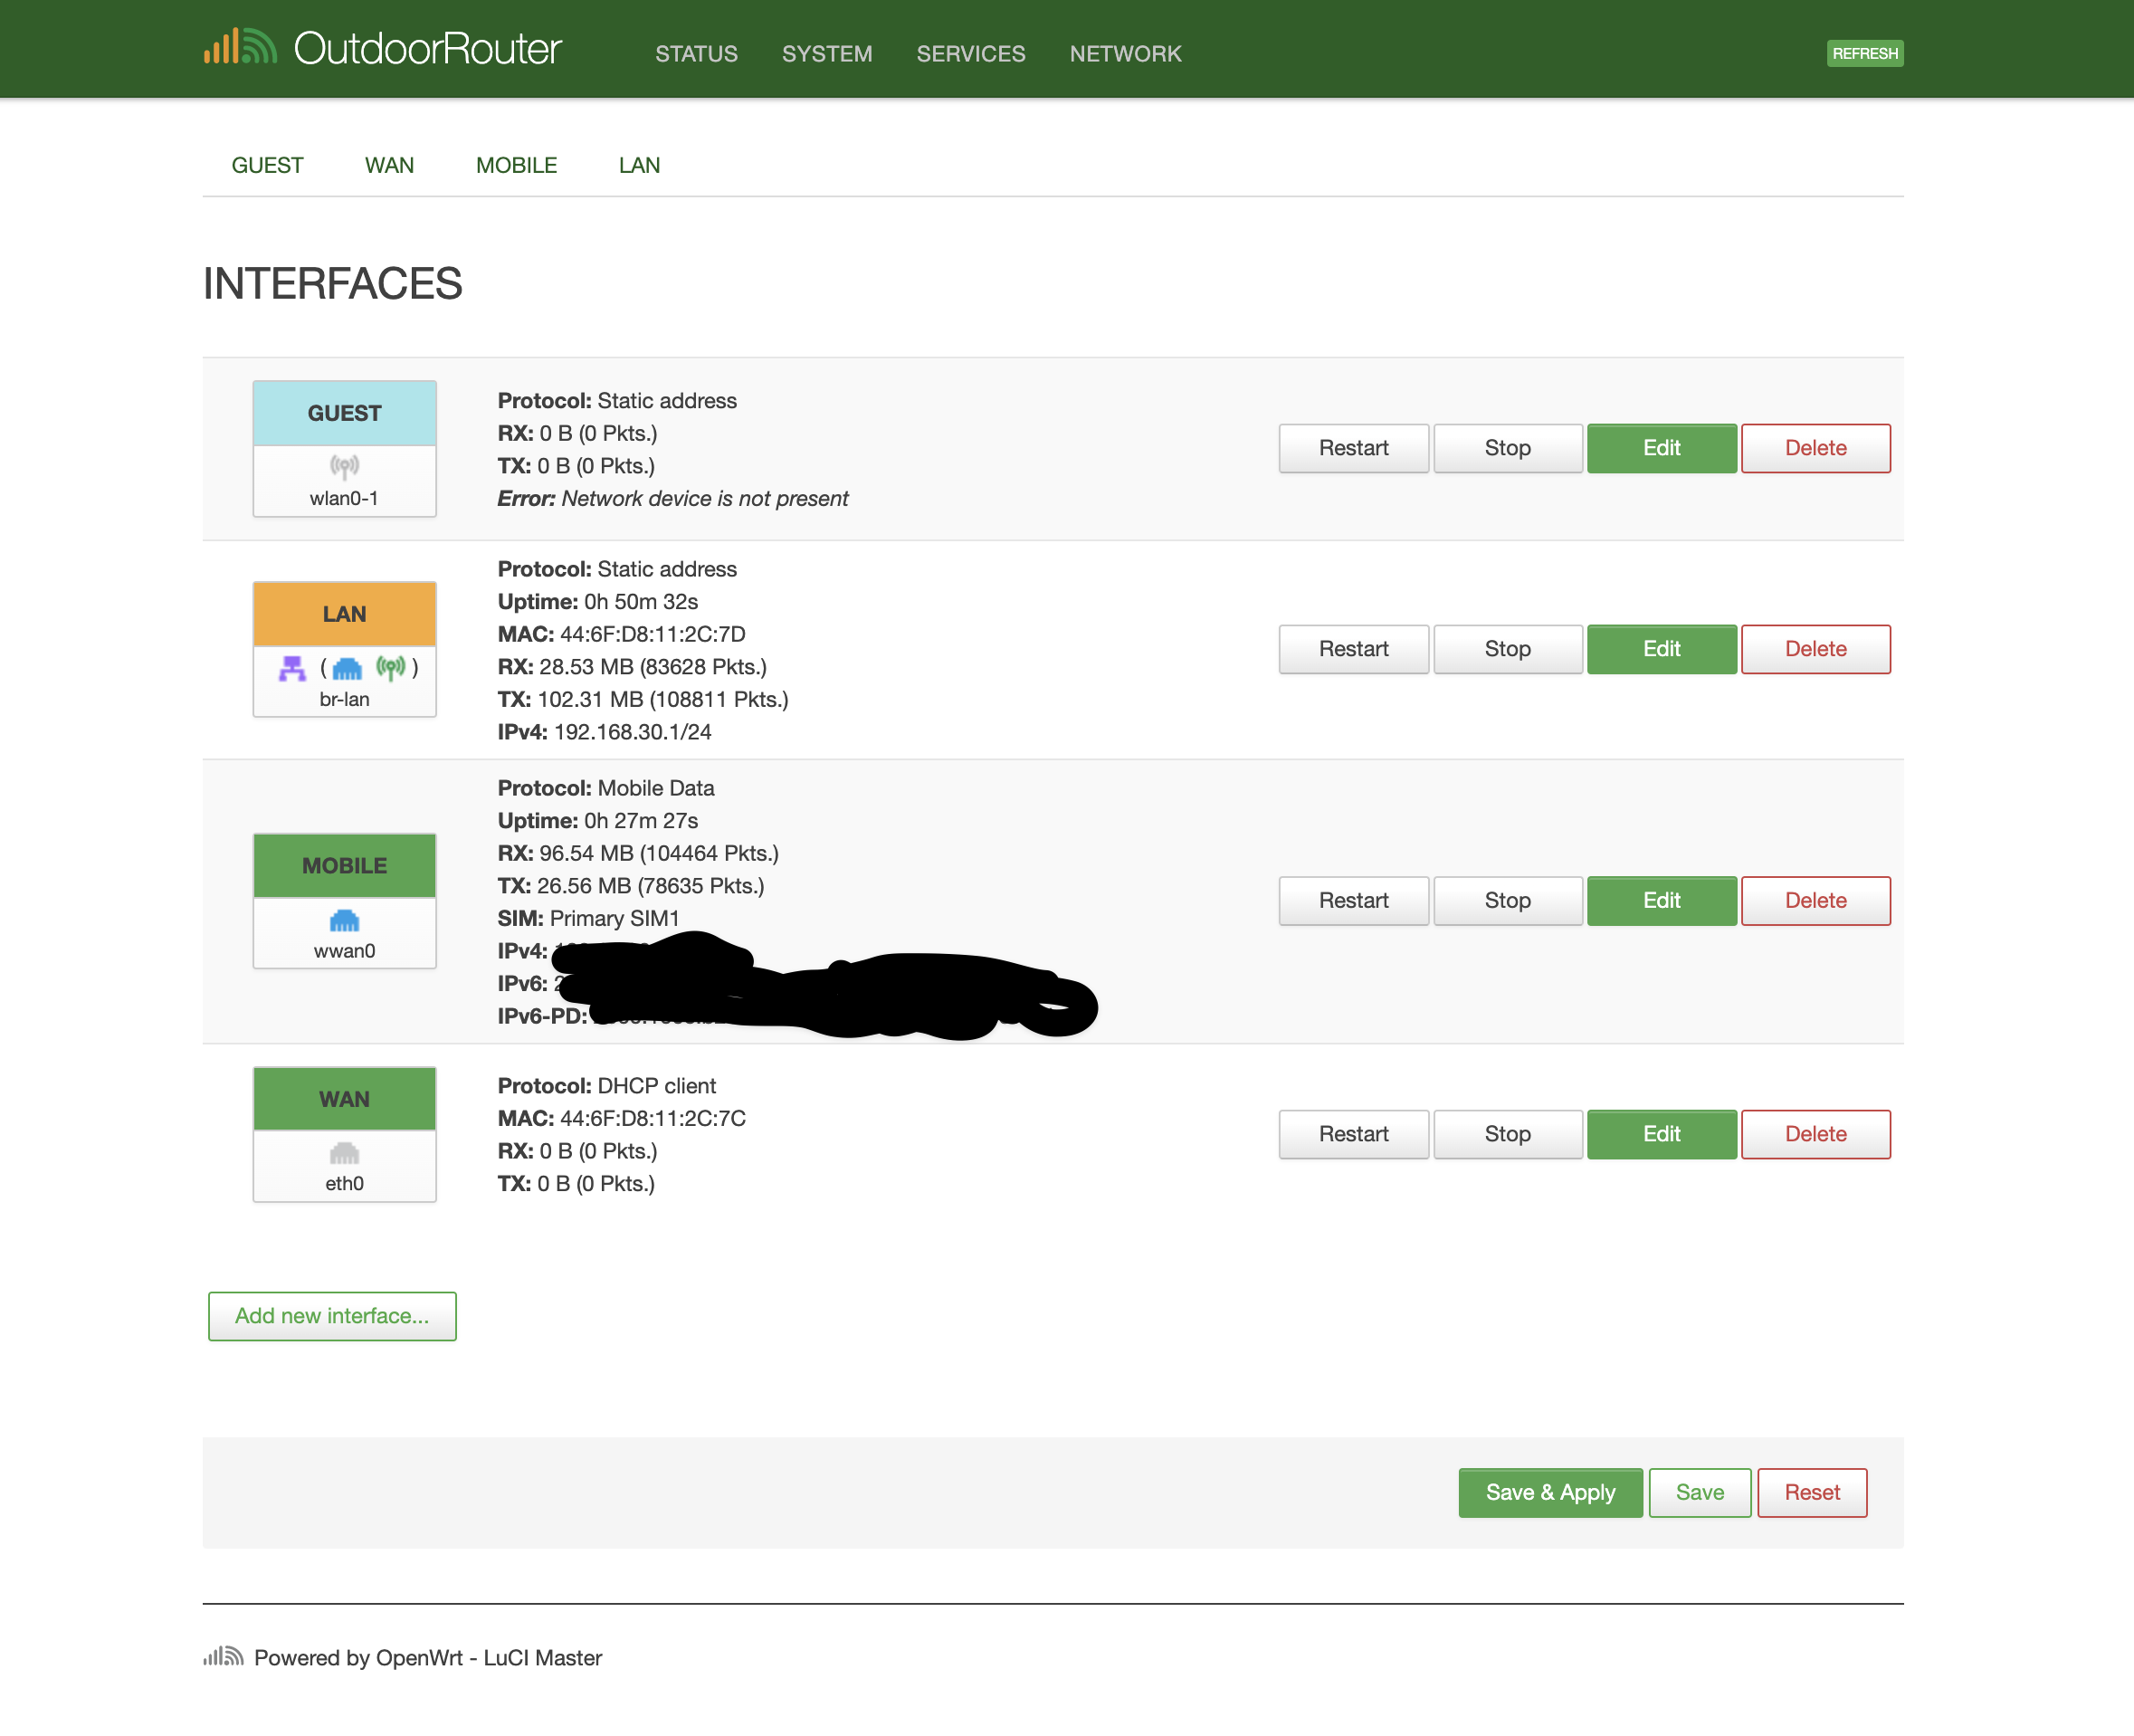 OutdoorRouter
STATUS SYSTEM SERVICES NETWORK
REFRESH
GUEST WAN MOBILE LAN
INTERFACES
GUEST
wlan0-1
Protocol: Static address
RX: 0 B (0 Pkts.)
TX: 0 B (0 Pkts.)
Error: Network device is not present
Restart Stop Edit Delete
LAN
( )
br-lan
Protocol: Static address
Uptime: 0h 50m 32s
MAC: 44:6F:D8:11:2C:7D
RX: 28.53 MB (83628 Pkts.)
TX: 102.31 MB (108811 Pkts.)
IPv4: 192.168.30.1/24
Restart Stop Edit Delete
MOBILE
wwan0
Protocol: Mobile Data
Uptime: 0h 27m 27s
RX: 96.54 MB (104464 Pkts.)
TX: 26.56 MB (78635 Pkts.)
SIM: Primary SIM1
IPv4:
IPv6:
IPv6-PD:
Restart Stop Edit Delete
WAN
eth0
Protocol: DHCP client
MAC: 44:6F:D8:11:2C:7C
RX: 0 B (0 Pkts.)
TX: 0 B (0 Pkts.)
Restart Stop Edit Delete
Add new interface...
Save & Apply Save Reset
Powered by OpenWrt - LuCI Master